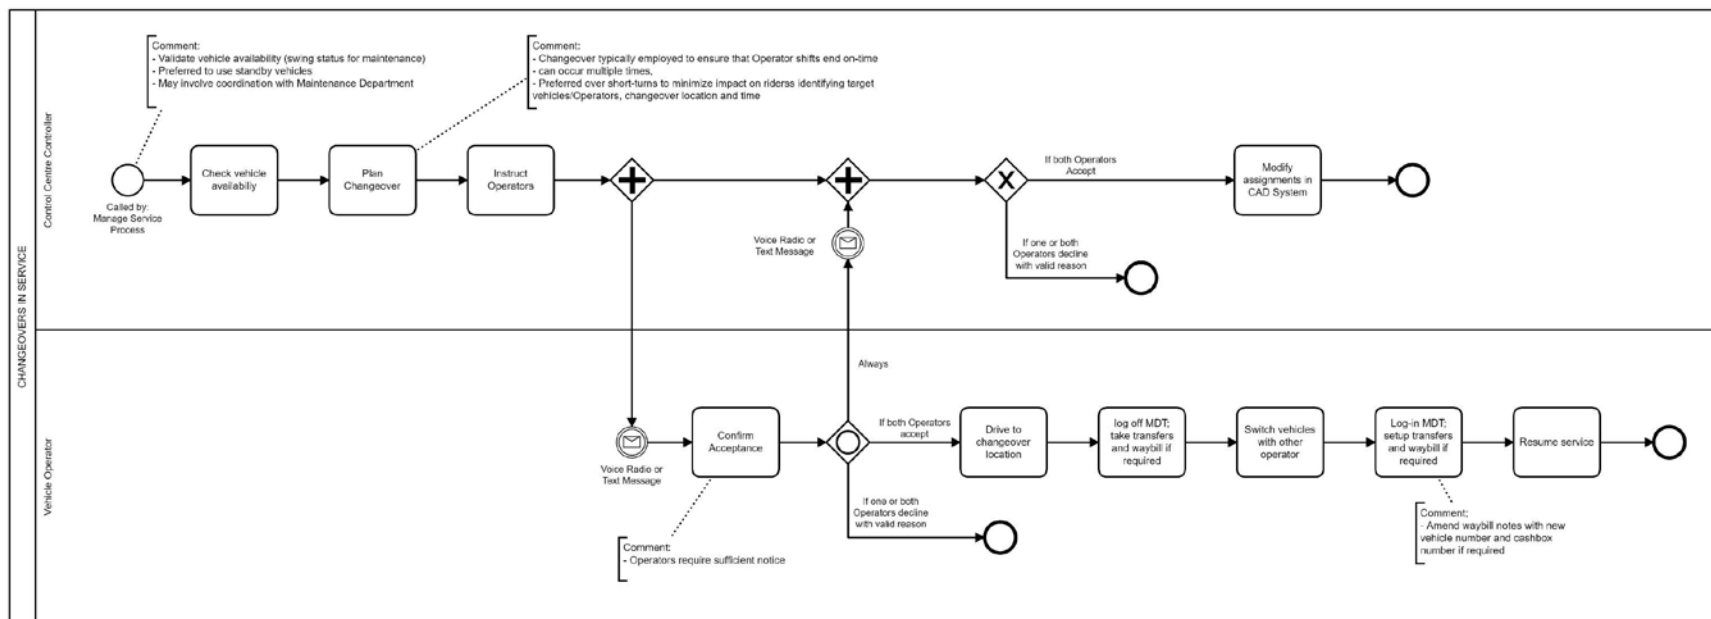 CHANGEOVERS IN SERVICE
Control Centre Controller
Comment:
- Validate vehicle availability (swing status for maintenance)
- Preferred to use standby vehicles
- May involve coordination with Maintenance Department
Comment:
- Changeover typically employed to ensure that Operator shifts end on-time
- can occur multiple times,
- Preferred over short-turns to minimize impact on riderss identifying target
vehicles/Operators, changeover location and time
Called by:
Manage Service
Process
Check vehicle
availabiliy
Plan
Changeover
Instruct
Operators
Voice Radio or
Text Message
If both Operators
Accept
Modify
assignments in
CAD System
If one or both
Operators decline
with valid reason
Vehicle Operator
Voice Radio or
Text Message
Confirm
Acceptance
Comment:
- Operators require sufficient notice
Always
If both Operators
accept
If one or both
Operators decline
with valid reason
Drive to
changeover
location
log off MDT;
take transfers
and waybill if
required
Switch vehicles
with other
operator
Log-in MDT;
setup transfers
and waybill if
required
Resume service
Comment;
- Amend waybill notes with new
vehicle number and cashbox
number if required